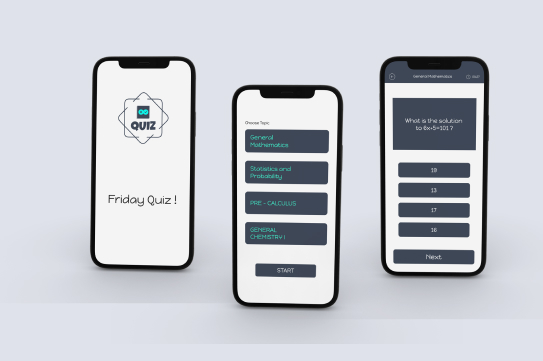 QUIZ
Friday Quiz !
Choose Topic
General
Mathematics
Statistics and
Probability
PRE - CALCULUS
GENERAL
CHEMISTRY I
START
General Mathematics
QUIT
What is the solution
to 6x+5=101 ?
19
13
17
16
Next